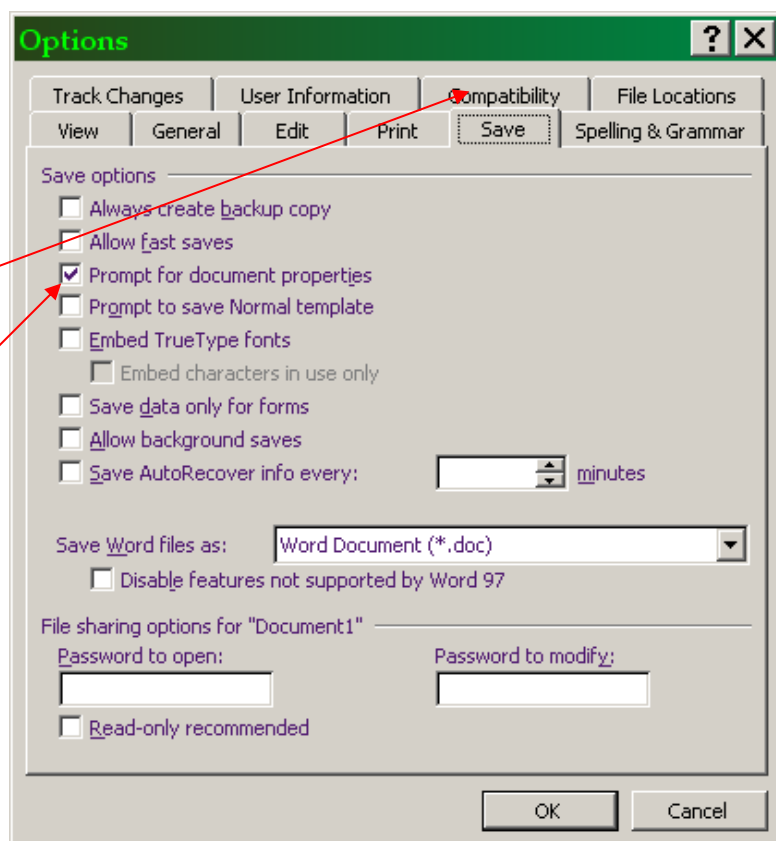 Options
Track Changes User Information Compatibility File Locations
View General Edit Print Save Spelling & Grammar
Save options
Always create backup copy
Allow fast saves
Prompt for document properties
Prompt to save Normal template
Embed TrueType fonts
Embed characters in use only
Save data only for forms
Allow background saves
Save AutoRecover info every: minutes
Save Word files as: Word Document (*.doc)
Disable features not supported by Word 97
File sharing options for "Document1"
Password to open: Password to modify:
Read-only recommended
OK Cancel